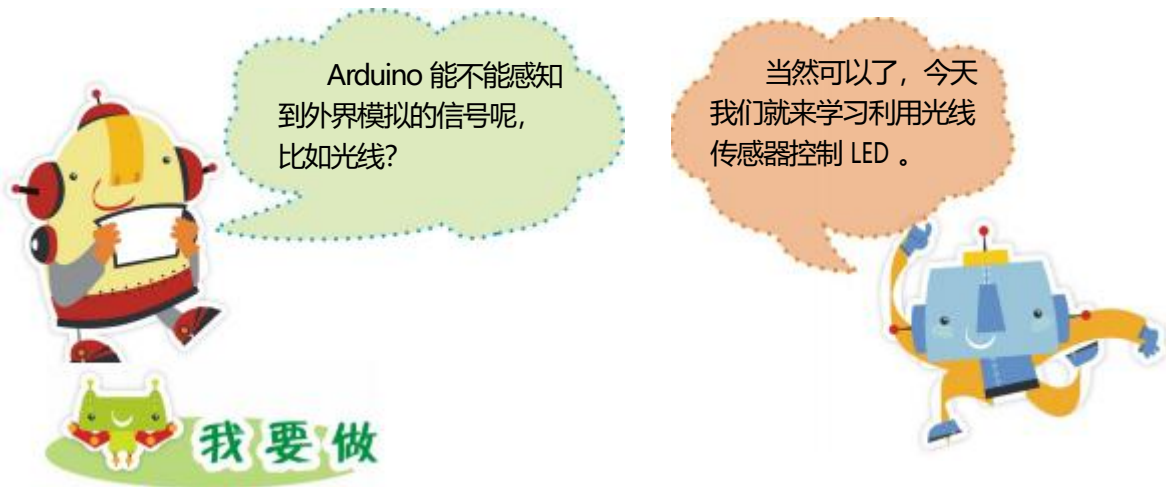 Arduino 能不能感知
到外界模拟的信号呢，
比如光线？
当然可以了，今天
我们就来学习利用光线
传感器控制 LED 。
我要做